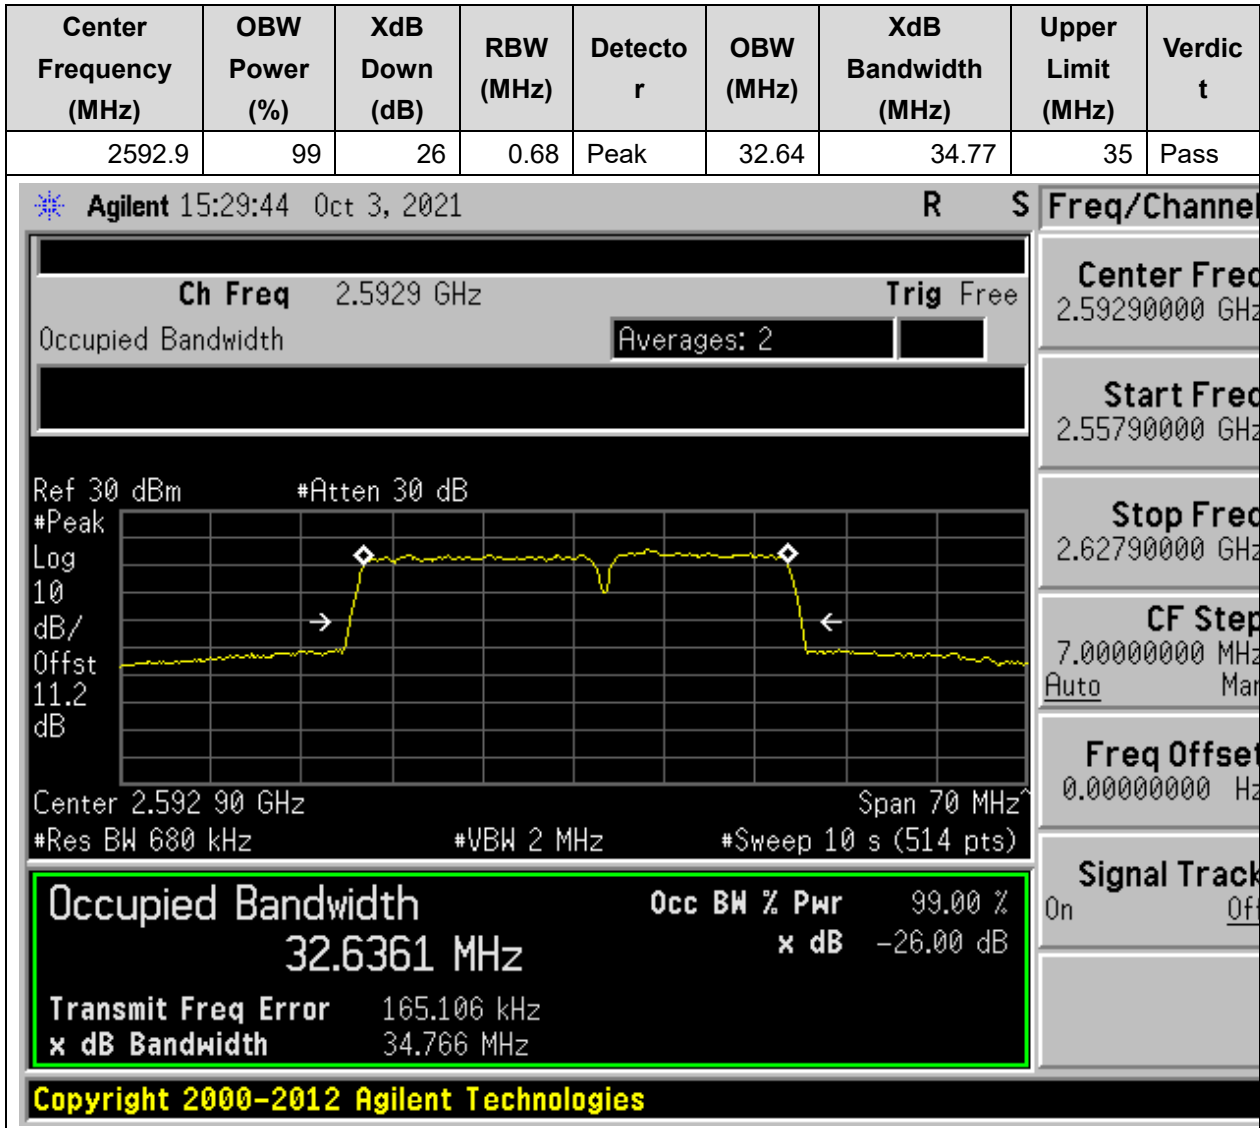 Center Frequency (MHz) OBW Power (%) XdB Down (dB) RBW (MHz) Detecto r OBW (MHz) XdB Bandwidth (MHz) Upper Limit (MHz) Verdic t
2592.9 99 26 0.68 Peak 32.64 34.77 35 Pass
Agilent 15:29:44 Oct 3, 2021 R S Freq/Channel
Ch Freq 2.5929 GHz Trig Free
Occupied Bandwidth Averages: 2
Center Freq
2.59290000 GHz
Start Freq
2.55790000 GHz
Stop Freq
2.62790000 GHz
CF Step
7.00000000 MHz
Auto Man
Freq Offset
0.00000000 Hz
Signal Track
On Off
Ref 30 dBm #Atten 30 dB
#Peak
Log
10
dB/
Offst
11.2
dB
Center 2.592 90 GHz Span 70 MHz^
#Res BW 680 kHz #VBW 2 MHz #Sweep 10 s (514 pts)
Occupied Bandwidth Occ BW % Pwr 99.00 %
32.6361 MHz x dB -26.00 dB
Transmit Freq Error 165.106 kHz
x dB Bandwidth 34.766 MHz
Copyright 2000-2012 Agilent Technologies